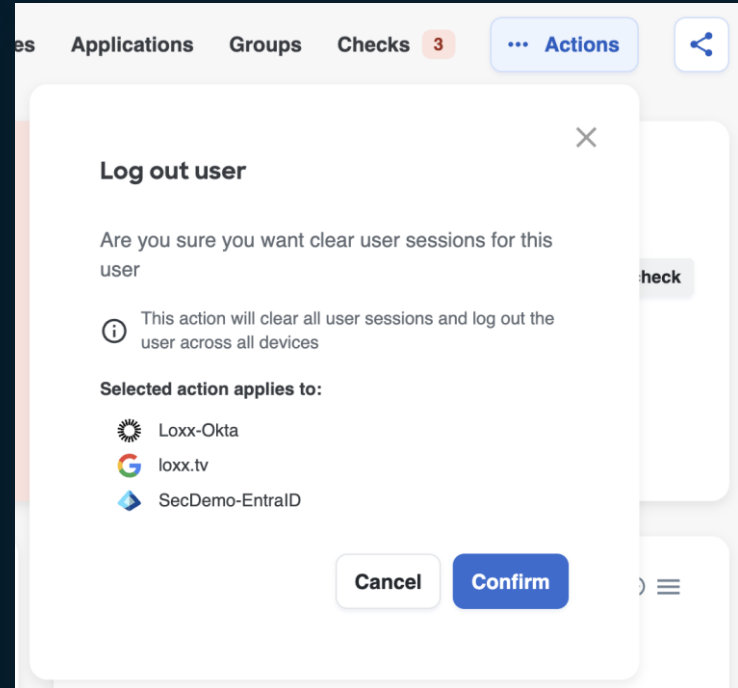 es Applications Groups Checks 3 ••• Actions
Log out user
Are you sure you want clear user sessions for this
user
heck
This action will clear all user sessions and log out the
user across all devices
Selected action applies to:
Loxx-Okta
loxx.tv
SecDemo-EntraID
Cancel Confirm